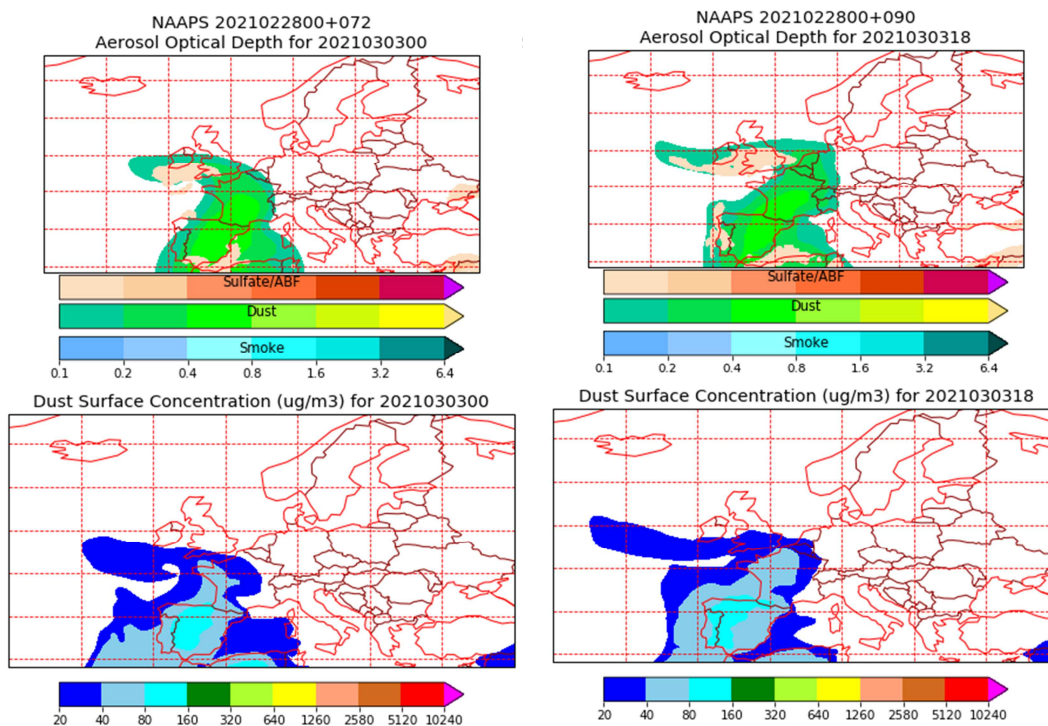 NAAPS 2021022800+072
Aerosol Optical Depth for 2021030300
Sulfate/ABF
Dust
Smoke
0.1 0.2 0.4 0.8 1.6 3.2 6.4
NAAPS 2021022800+090
Aerosol Optical Depth for 2021030318
Sulfate/ABF
Dust
Smoke
0.1 0.2 0.4 0.8 1.6 3.2 6.4
Dust Surface Concentration (ug/m3) for 2021030300
20 40 80 160 320 640 1260 2580 5120 10240
Dust Surface Concentration (ug/m3) for 2021030318
20 40 80 160 320 640 1260 2580 5120 10240